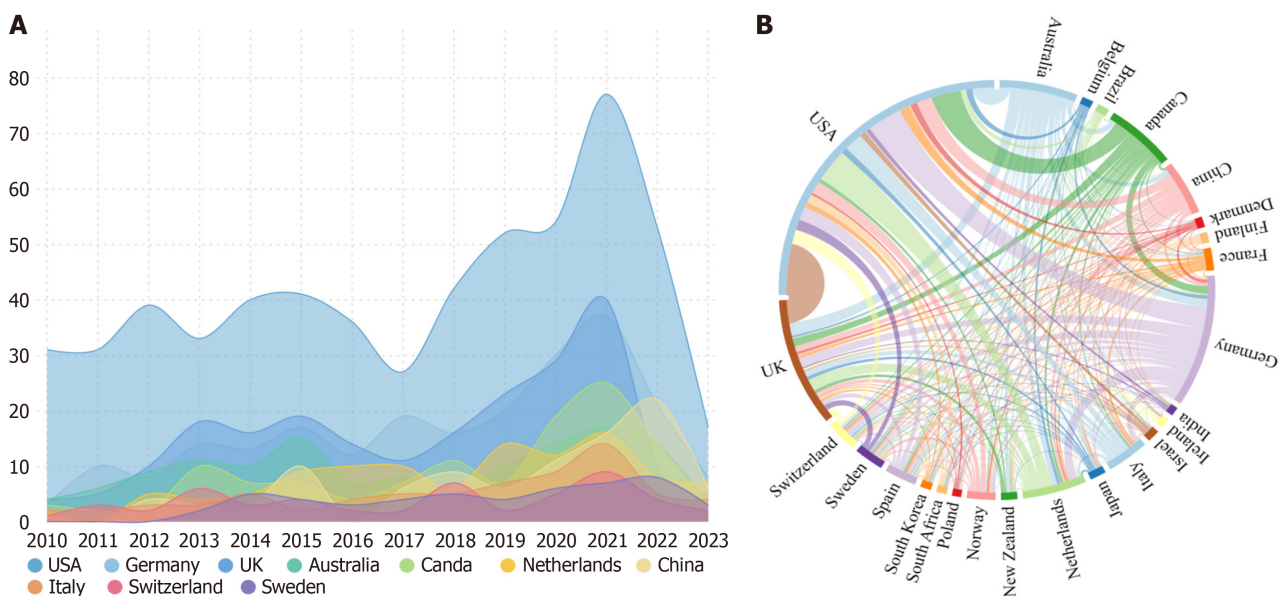 A
80
70
60
50
40
30
20
10
0
2010 2011 2012 2013 2014 2015 2016 2017 2018 2019 2020 2021 2022 2023
USA Germany UK Australia Canda Netherlands China
Italy Switzerland Sweden
B
Australia
Belgium
Brazil
Canada
China
Denmark
Finland
France
Germany
India
Ireland
Israel
Italy
Japan
Netherlands
New Zealand
Norway
Poland
South Africa
South Korea
Spain
Sweden
Switzerland
UK
USA